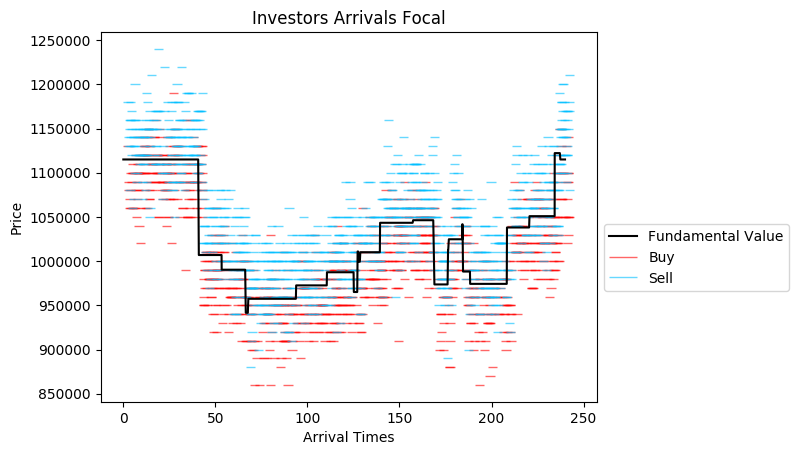 Investors Arrivals Focal
1250000
1200000
1150000
1100000
1050000
1000000
950000
900000
850000
Price
0 50 100 150 200 250
Arrival Times
Fundamental Value
Buy
Sell